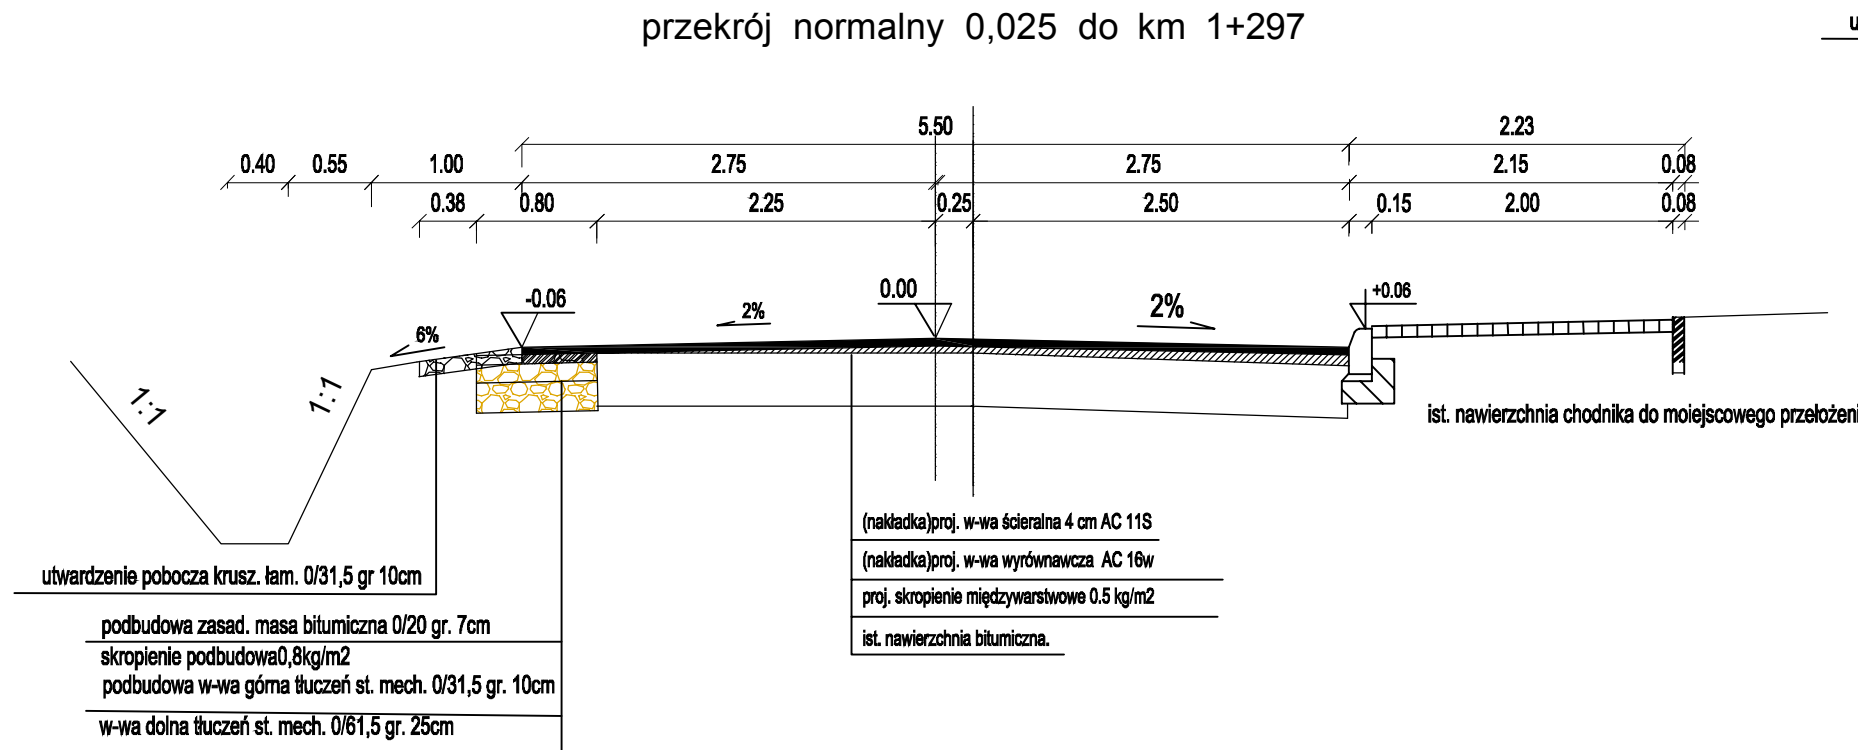 przekrój normalny 0,025 do km 1+297
u
5.50 2.23
0.40 0.55 1.00 2.75 2.75 2.15 0.08
0.38 0.80 2.25 0.25 2.50 0.15 2.00 0.08
-0.06 0.00 +0.06
6% 2% 2%
1:1 1:1
ist. nawierzchnia chodnika do moiejscowego przełożeni
(nakładka)proj. w-wa ścieralna 4 cm AC 11S
(nakładka)proj. w-wa wyrównawcza AC 16w
proj. skropienie międzywarstwowe 0.5 kg/m2
ist. nawierzchnia bitumiczna.
utwardzenie pobocza krusz. łam. 0/31,5 gr 10cm
podbudowa zasad. masa bitumiczna 0/20 gr. 7cm
skropienie podbudowa0,8kg/m2
podbudowa w-wa górna tłuczeń st. mech. 0/31,5 gr. 10cm
w-wa dolna tłuczeń st. mech. 0/61,5 gr. 25cm